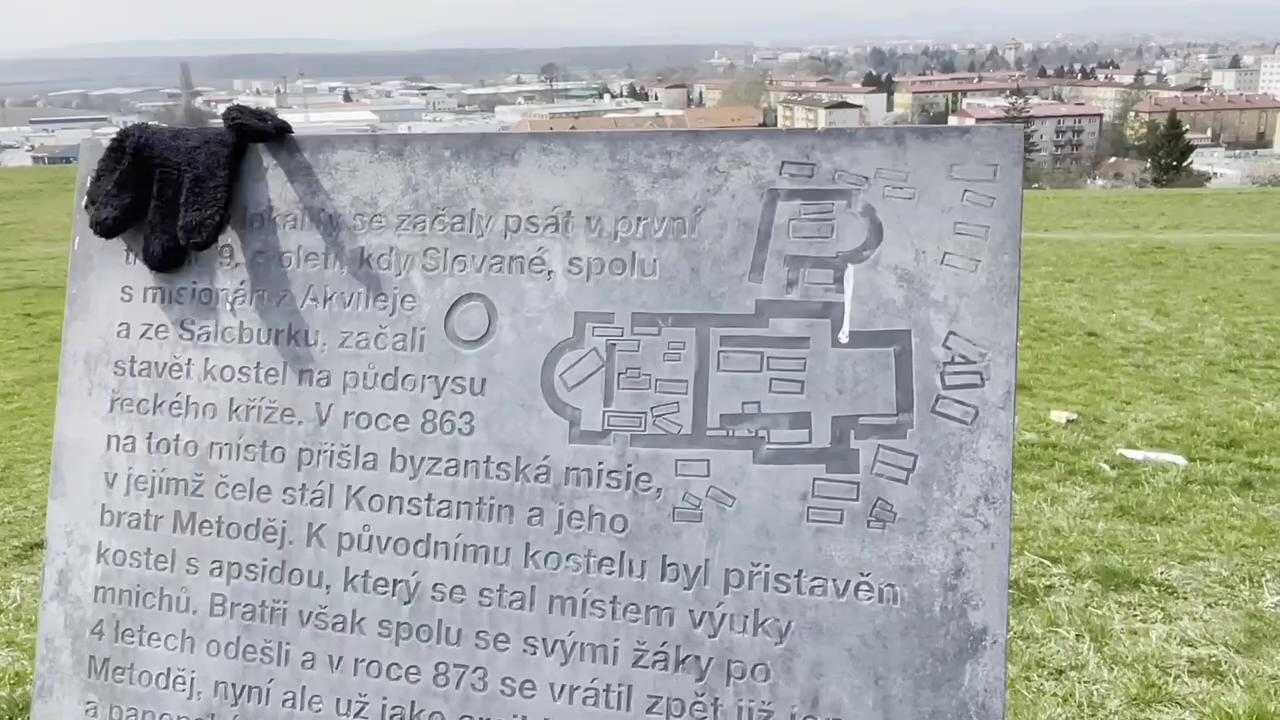 lokality se začaly psát v první
9. století, kdy Slované, spolu
s misionáři z Akvileje
a ze Salcburku, začali
stavět kostel na půdorysu
řeckého kříže. V roce 863
na toto místo přišla byzantská misie,
v jejímž čele stál Konstantin a jeho
bratr Metoděj. K původnímu kostelu byl přistavěn
kostel s apsidou, který se stal místem výuky
mnichů. Bratři však spolu se svými žáky po
4 letech odešli a v roce 873 se vrátil zpět již jen
Metoděj, nyní ale už jako